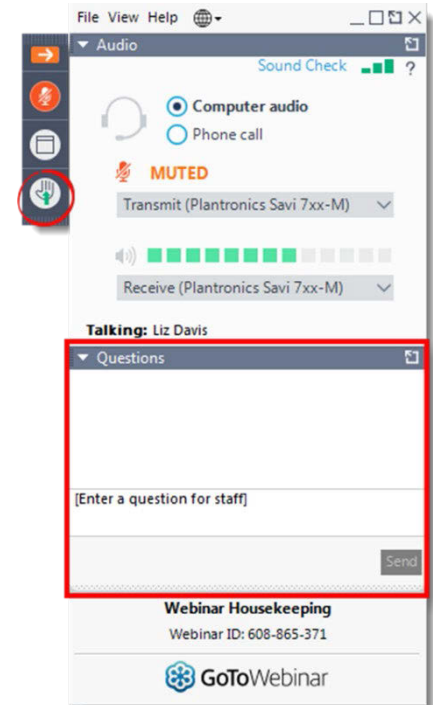 File View Help
Audio
Sound Check ?
Computer audio
Phone call
MUTED
Transmit (Plantronics Savi 7xx-M)
Receive (Plantronics Savi 7xx-M)
Talking: Liz Davis
Questions
[Enter a question for staff]
Send
Webinar Housekeeping
Webinar ID: 608-865-371
GoToWebinar